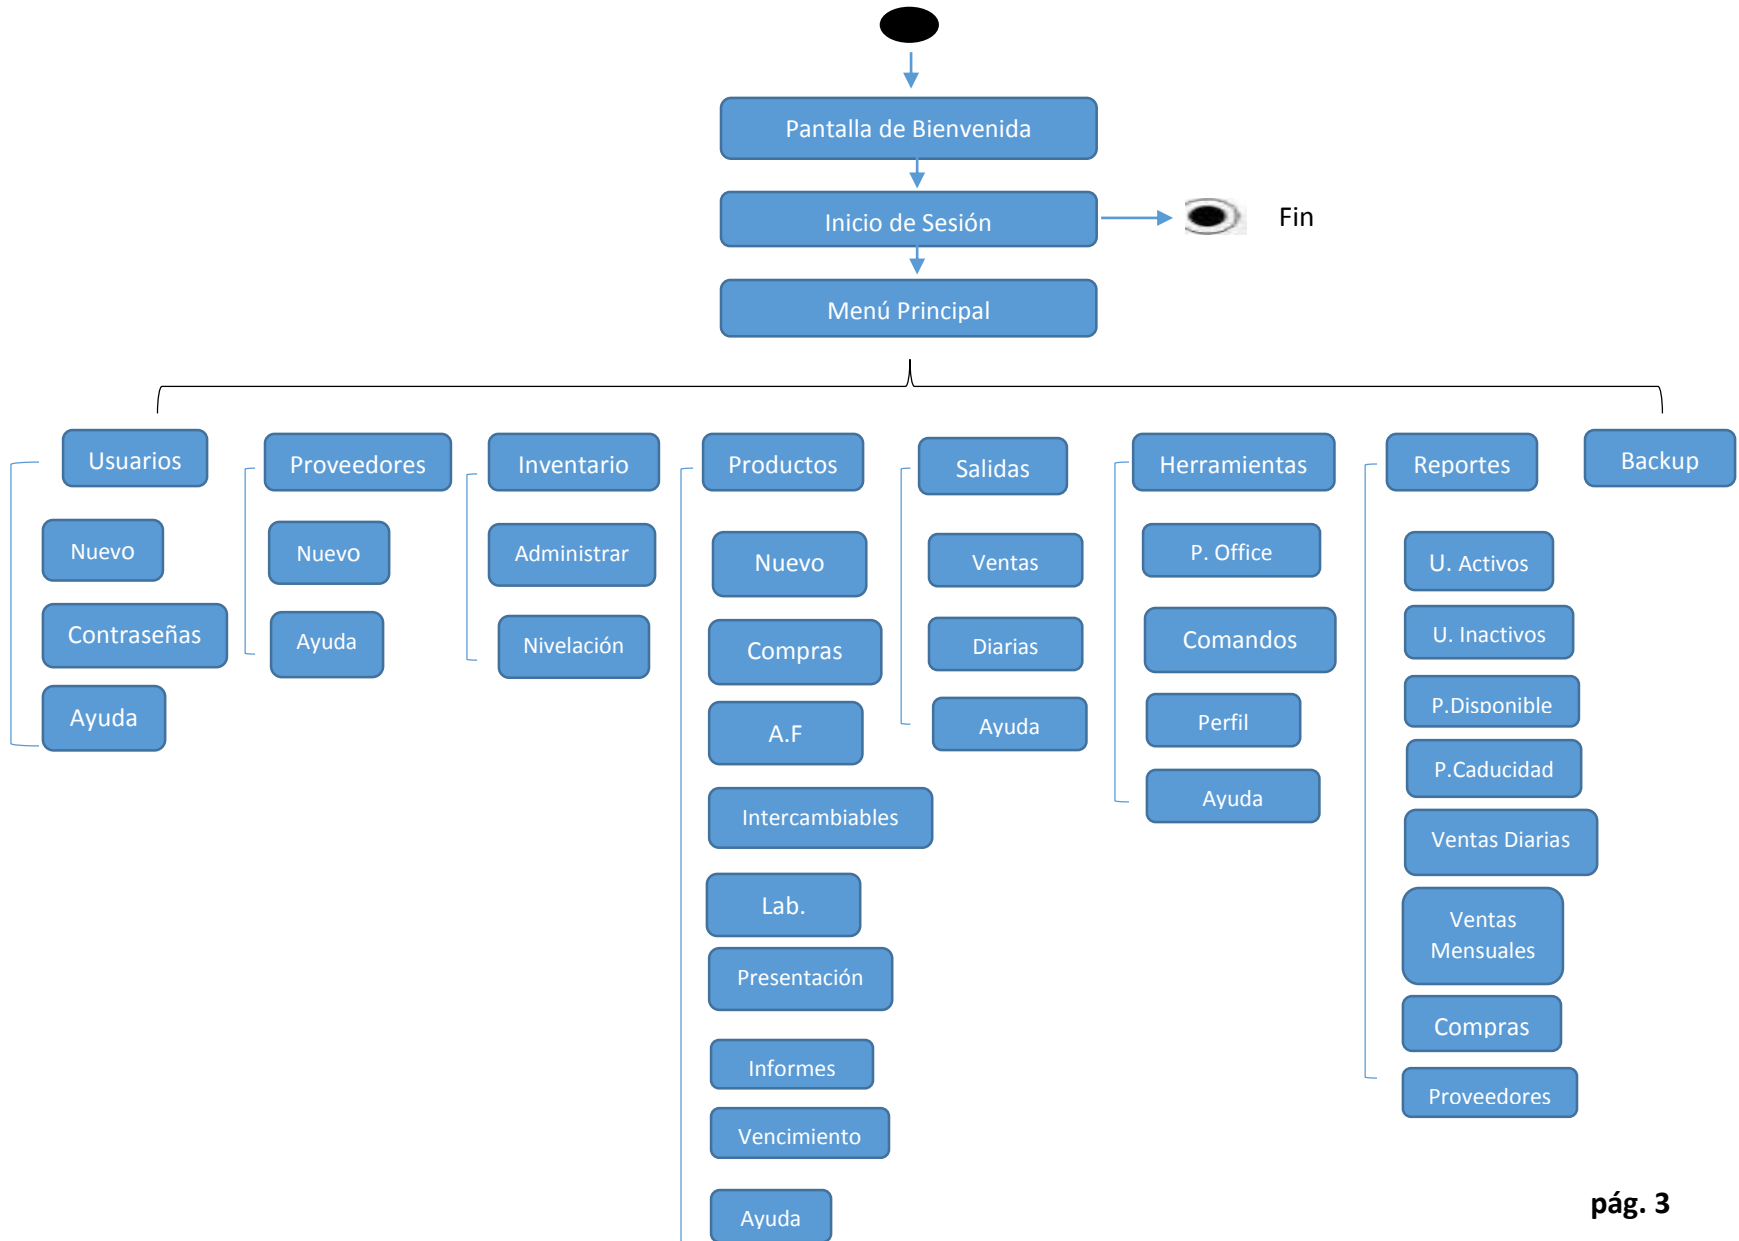 Pantalla de Bienvenida
Inicio de Sesión
Fin
Menú Principal
Usuarios
Nuevo
Contraseñas
Ayuda
Proveedores
Nuevo
Ayuda
Inventario
Administrar
Nivelación
Productos
Nuevo
Compras
A.F
Intercambiables
Lab.
Presentación
Informes
Vencimiento
Ayuda
Salidas
Ventas
Diarias
Ayuda
Herramientas
P. Office
Comandos
Perfil
Ayuda
Reportes
U. Activos
U. Inactivos
P.Disponible
P.Caducidad
Ventas Diarias
Ventas
Mensuales
Compras
Proveedores
Backup
pág. 3